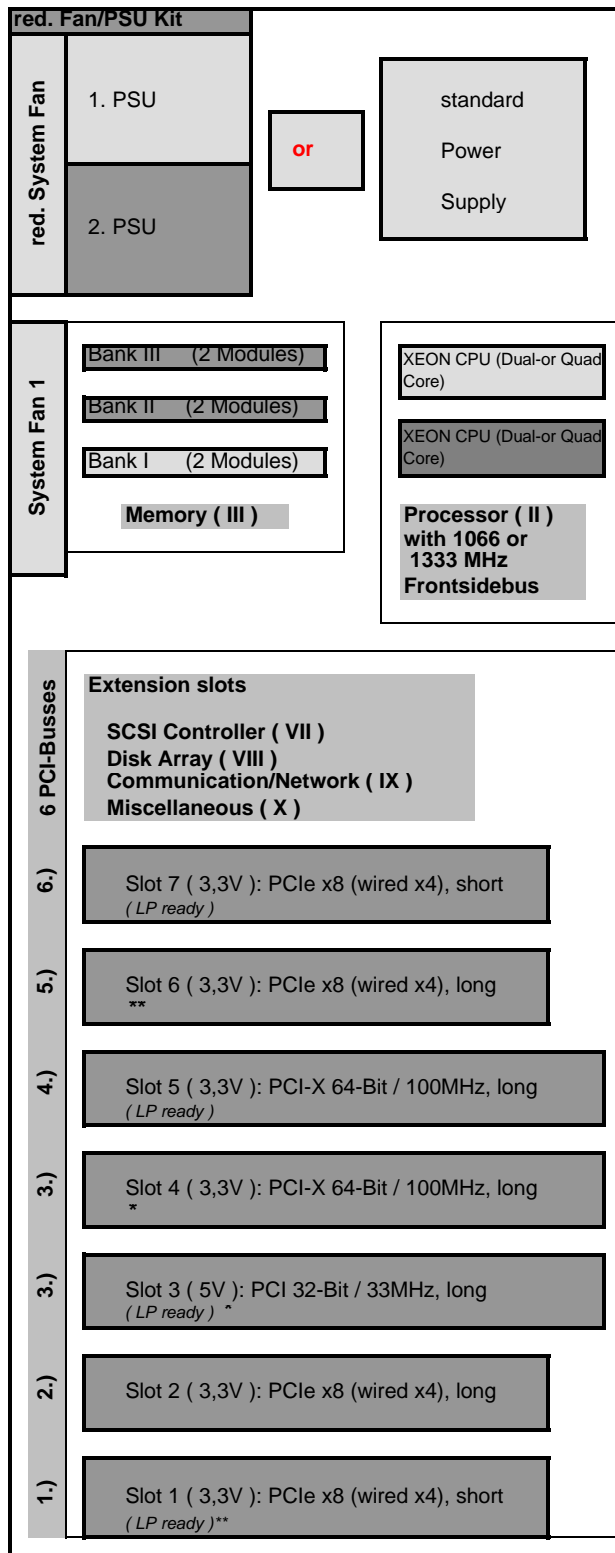 red. Fan/PSU Kit
red. System Fan
1. PSU
2. PSU
or
standard
Power
Supply
System Fan 1
Bank III (2 Modules)
Bank II (2 Modules)
Bank I (2 Modules)
Memory ( III )
XEON CPU (Dual-or Quad
Core)
XEON CPU (Dual-or Quad
Core)
Processor ( II )
with 1066 or
1333 MHz
Frontsidebus
6 PCI-Busses
Extension slots
SCSI Controller ( VII )
Disk Array ( VIII )
Communication/Network ( IX )
Miscellaneous ( X )
6.)
Slot 7 ( 3,3V ): PCIe x8 (wired x4), short
( LP ready )
5.)
Slot 6 ( 3,3V ): PCIe x8 (wired x4), long
**
4.)
Slot 5 ( 3,3V ): PCI-X 64-Bit / 100MHz, long
( LP ready )
3.)
Slot 4 ( 3,3V ): PCI-X 64-Bit / 100MHz, long
*
3.)
Slot 3 ( 5V ): PCI 32-Bit / 33MHz, long
( LP ready ) *
2.)
Slot 2 ( 3,3V ): PCIe x8 (wired x4), long
1.)
Slot 1 ( 3,3V ): PCIe x8 (wired x4), short
( LP ready )**